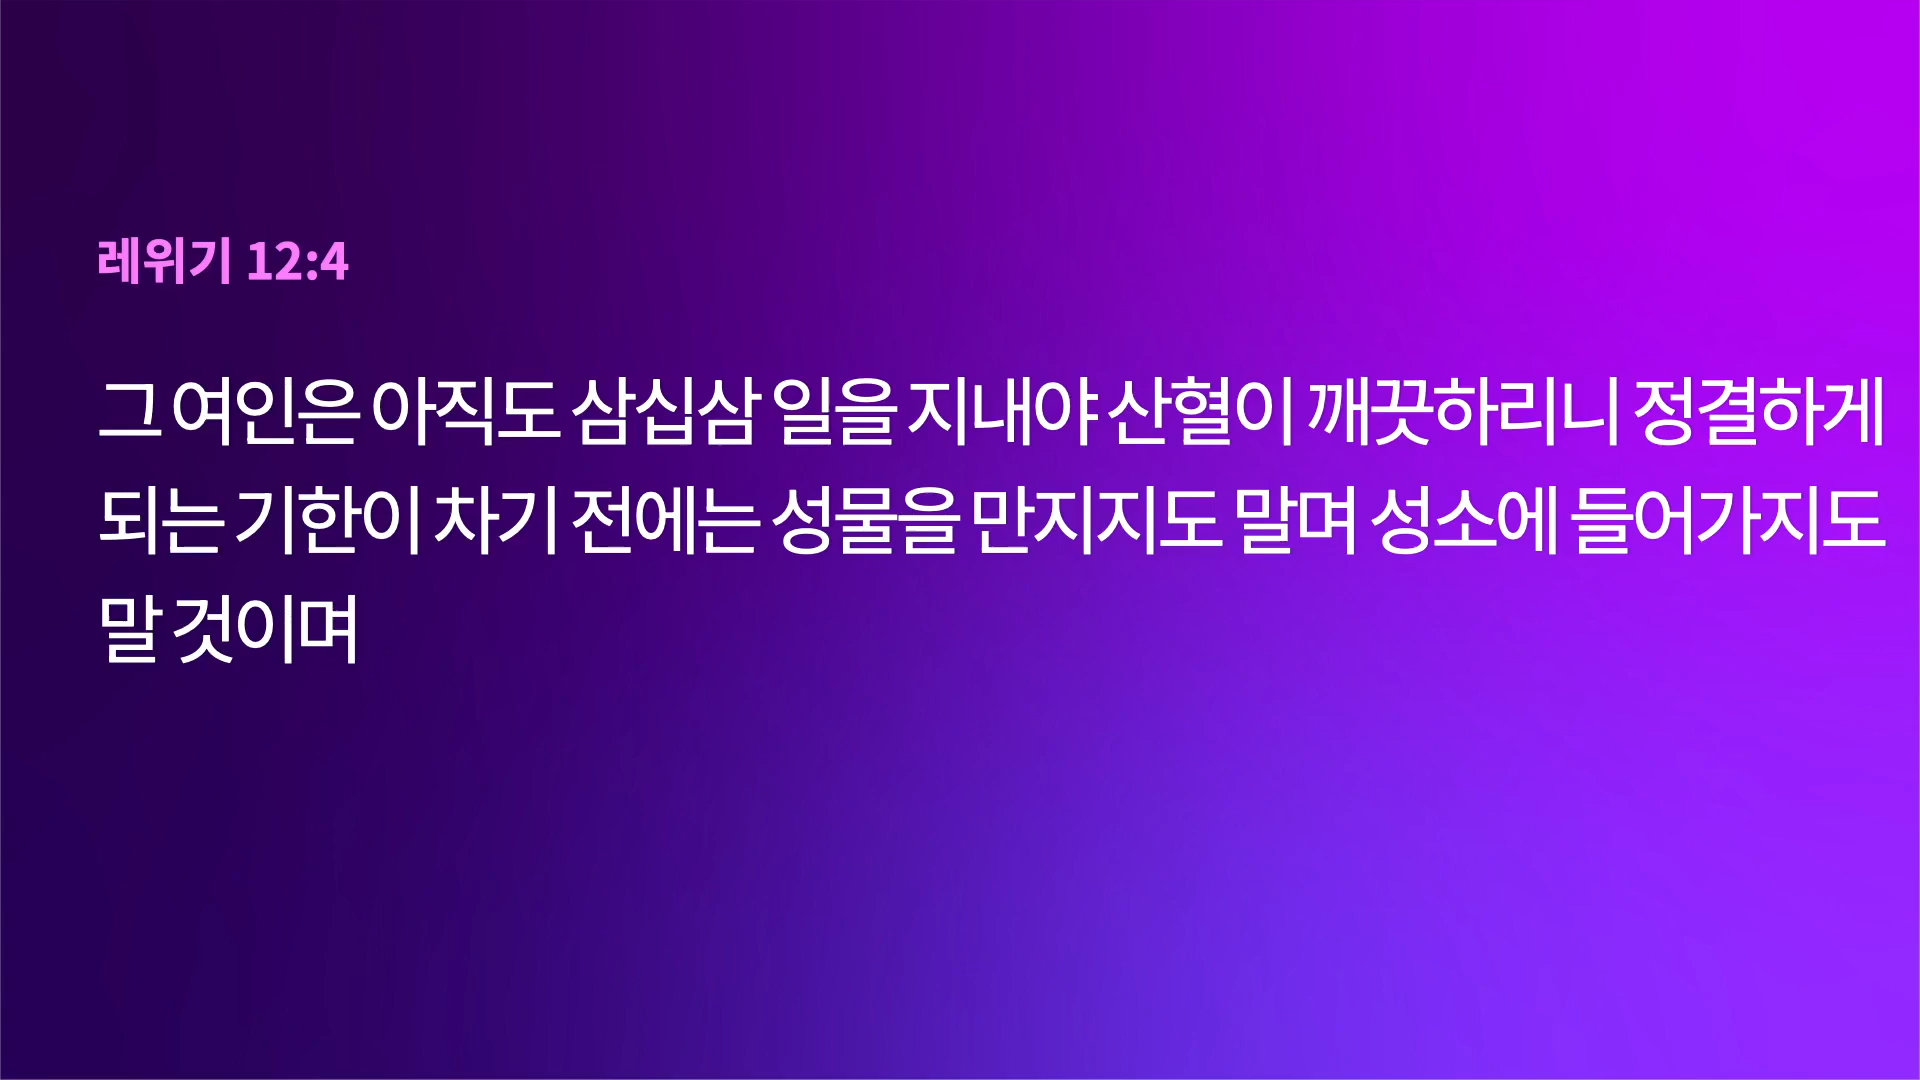 레위기 12:4
그 여인은 아직도 삼십삼 일을 지내야 산혈이 깨끗하리니 정결하게
되는 기한이 차기 전에는 성물을 만지지도 말며 성소에 들어가지도
말 것이며